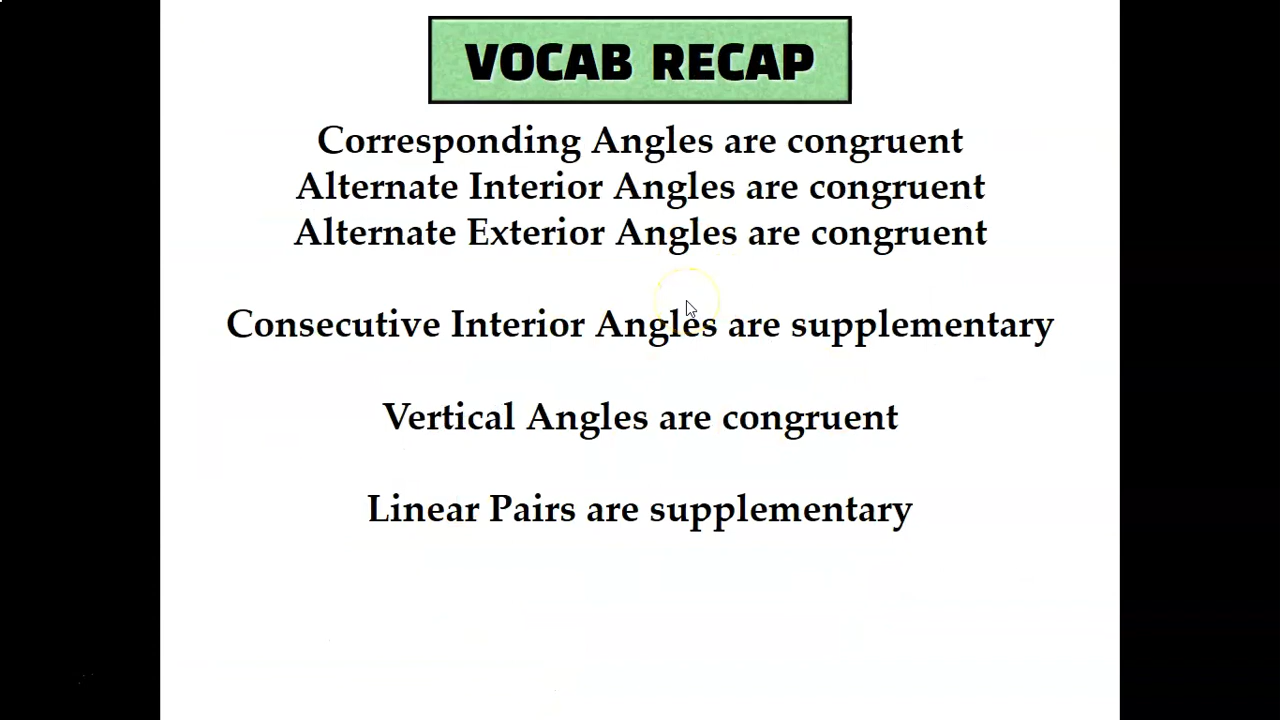 VOCAB RECAP
Corresponding Angles are congruent
Alternate Interior Angles are congruent
Alternate Exterior Angles are congruent
Consecutive Interior Angles are supplementary
Vertical Angles are congruent
Linear Pairs are supplementary